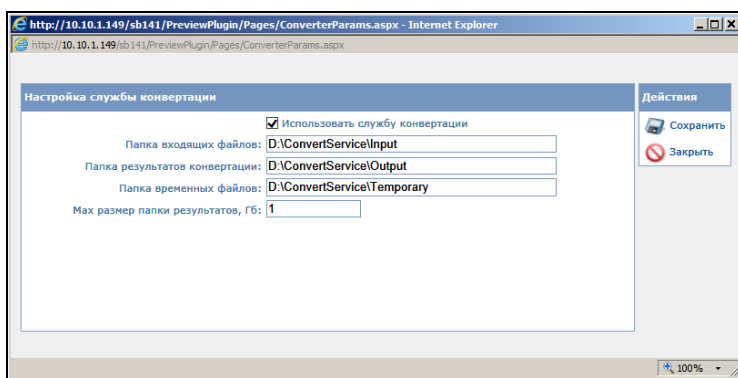 http://10.10.1.149/sb141/PreviewPlugin/Pages/ConverterParams.aspx - Internet Explorer
http://10.10.1.149/sb141/PreviewPlugin/Pages/ConverterParams.aspx
Настройка службы конвертации
Использовать службу конвертации
Папка входящих файлов: D:\ConvertService\Input
Папка результатов конвертации: D:\ConvertService\Output
Папка временных файлов: D:\ConvertService\Temporary
Мах размер папки результатов, Гб: 1
Действия
Сохранить
Закрыть
100%